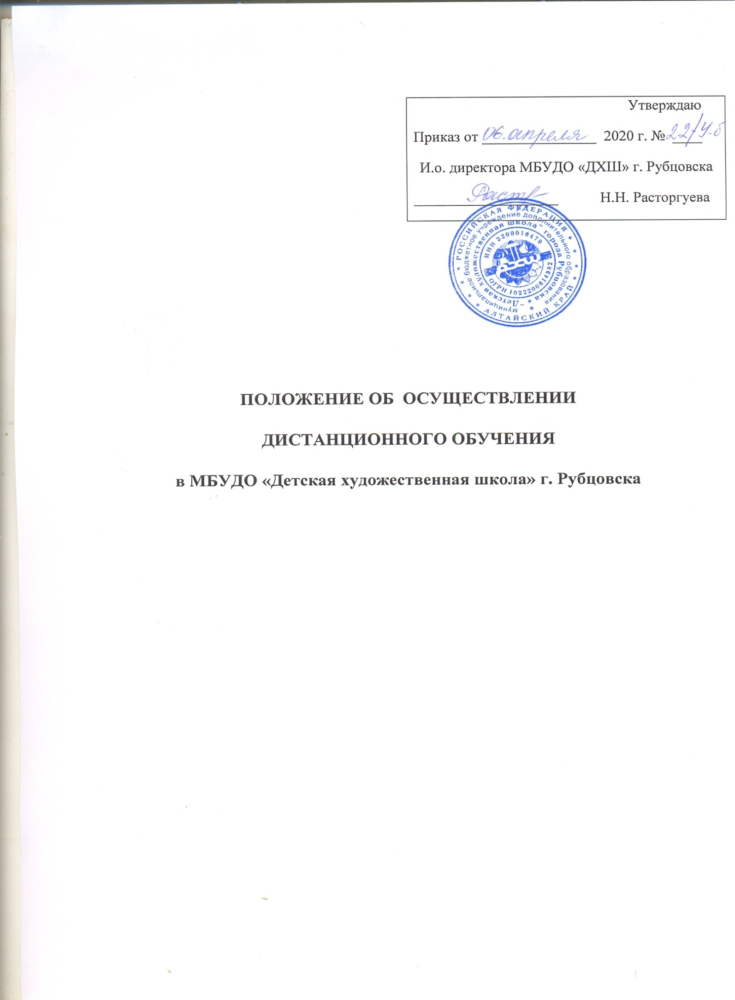 Утверждаю
Приказ от 06. апреля 2020 г. № 22/У-б
И.о. директора МБУДО «ДХШ» г. Рубцовска
Н.Н. Расторгуева
* РОССИЙСКАЯ ФЕДЕРАЦИЯ *
* АЛТАЙСКИЙ КРАЙ *
муниципальное бюджетное учреждение дополнительного образования *
"Детская художественная школа" города Рубцовска *
ИНН 2209016479
ОГРН 1022200814382
ПОЛОЖЕНИЕ ОБ ОСУЩЕСТВЛЕНИИ
ДИСТАНЦИОННОГО ОБУЧЕНИЯ
в МБУДО «Детская художественная школа» г. Рубцовска